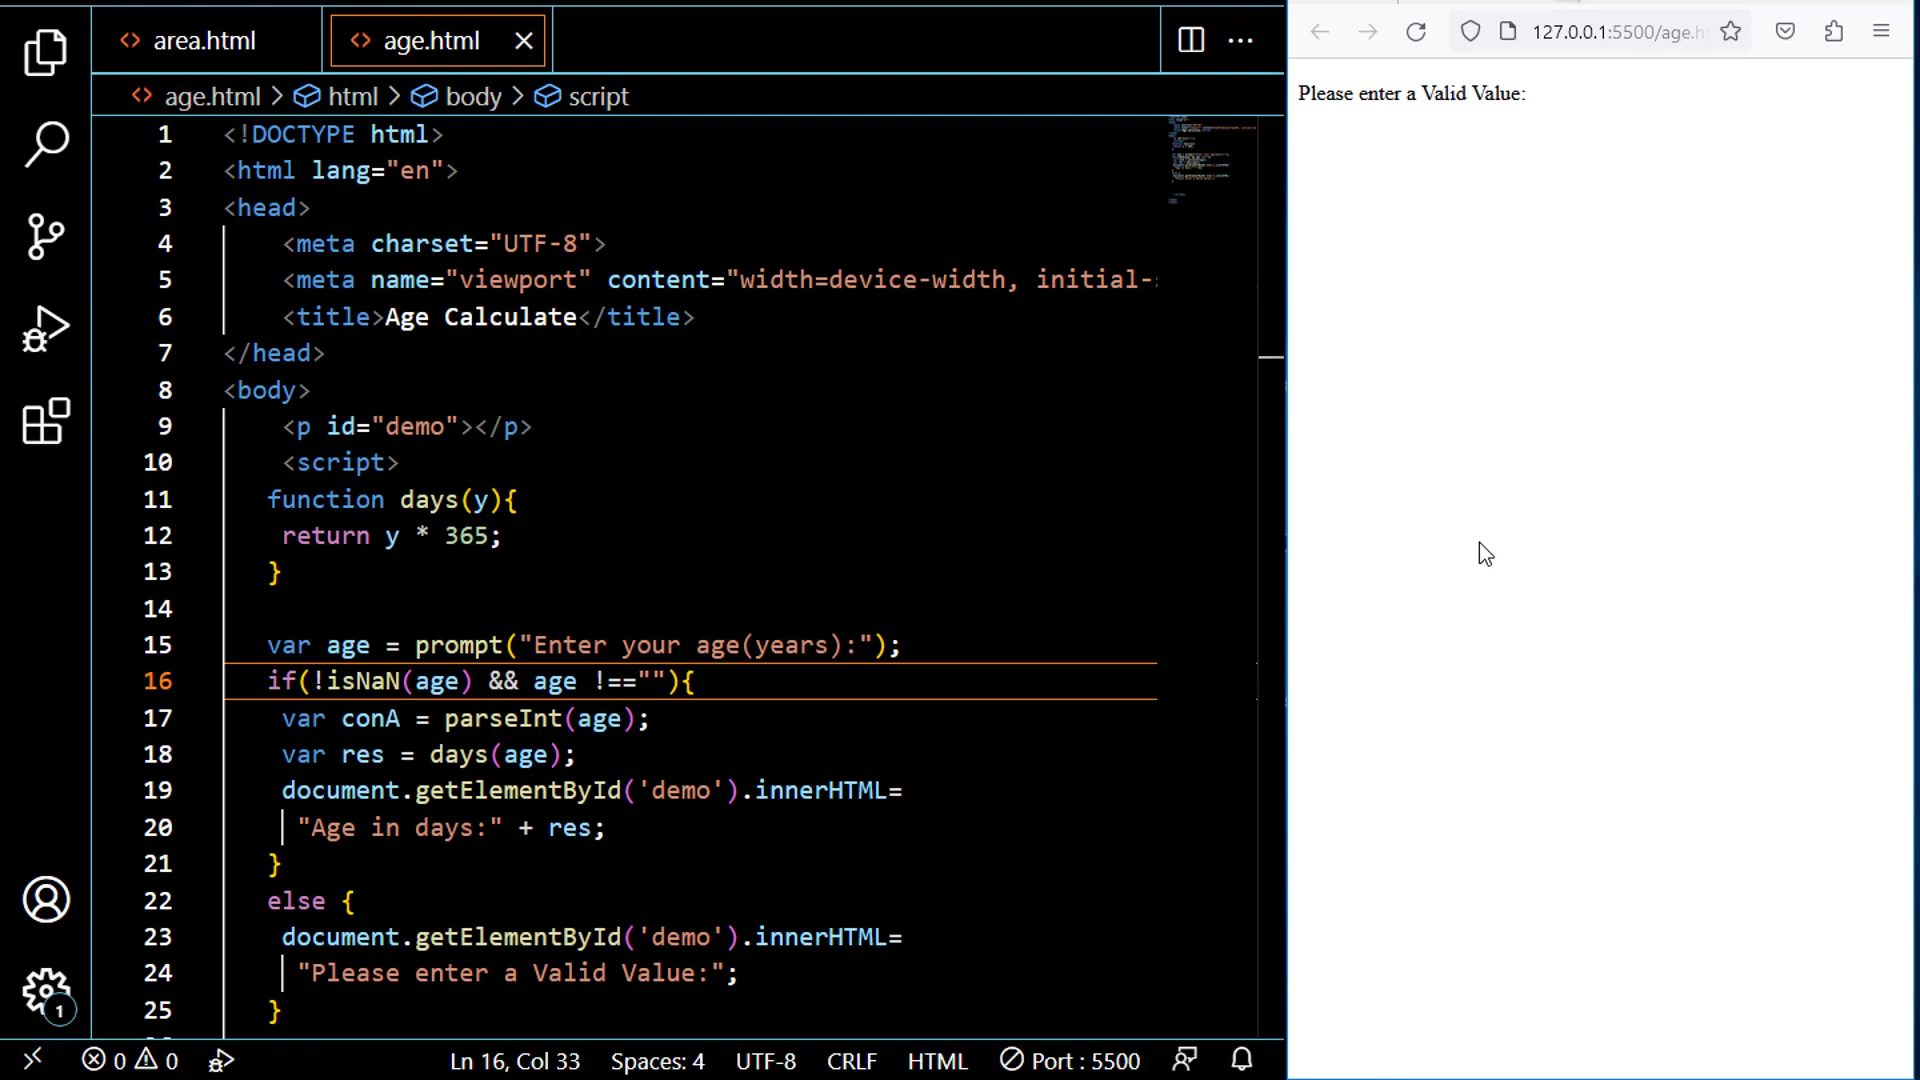 area.html
age.html
age.html > html > body > script
1 <!DOCTYPE html>
2 <html lang="en">
3 <head>
4 <meta charset="UTF-8">
5 <meta name="viewport" content="width=device-width, initial-
6 <title>Age Calculate</title>
7 </head>
8 <body>
9 <p id="demo"></p>
10 <script>
11 function days(y){
12 return y * 365;
13 }
14
15 var age = prompt("Enter your age(years):");
16 if(!isNaN(age) && age !==""){
17 var conA = parseInt(age);
18 var res = days(age);
19 document.getElementById('demo').innerHTML=
20 "Age in days:" + res;
21 }
22 else {
23 document.getElementById('demo').innerHTML=
24 "Please enter a Valid Value:";
25 }
1
0 0
Ln 16, Col 33
Spaces: 4
UTF-8
CRLF
HTML
Port : 5500
127.0.0.1:5500/age.h
Please enter a Valid Value: